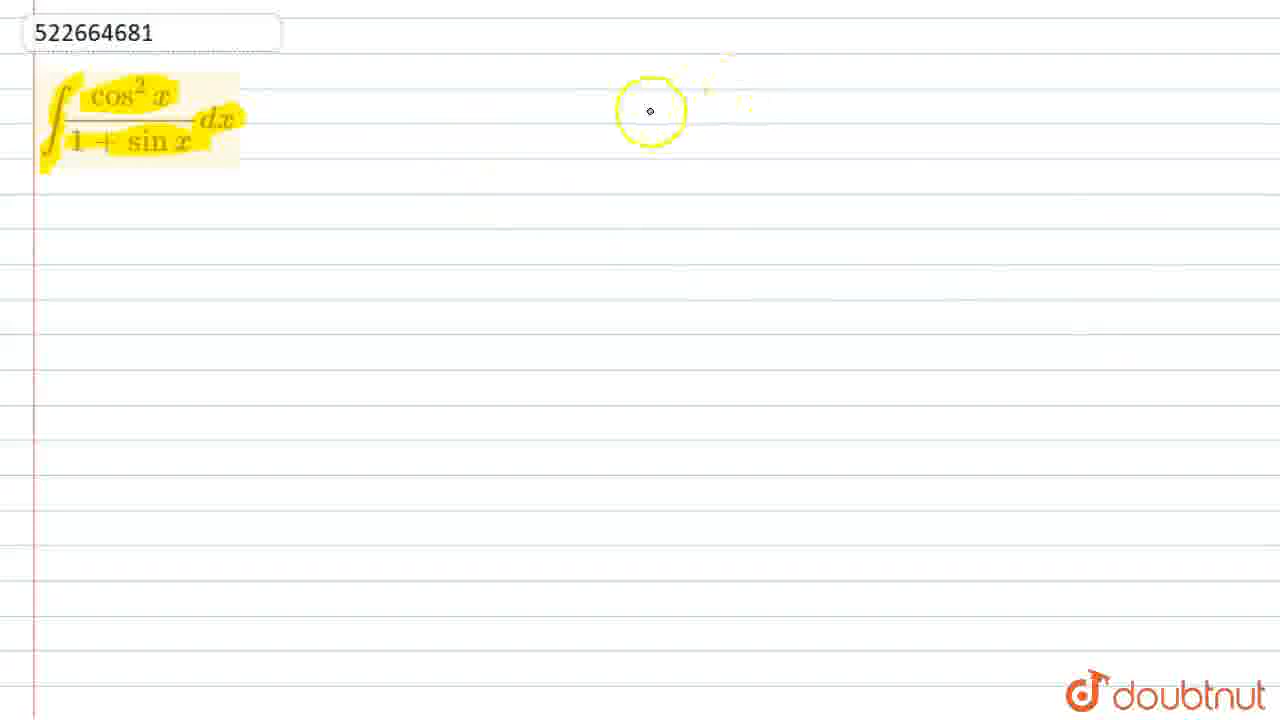 522664681
∫ cos² x / (1 + sin x) dx
doubtnut